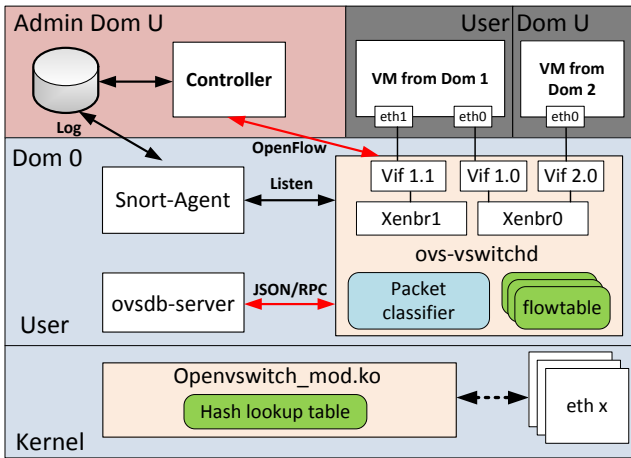 Admin Dom U
User Dom U
Controller
VM from Dom 1
VM from
Dom 2
eth1
eth0
eth0
Log
OpenFlow
Dom 0
Snort-Agent
Listen
Vif 1.1
Vif 1.0
Vif 2.0
Xenbr1
Xenbr0
ovs-vswitchd
ovsdb-server
JSON/RPC
Packet
classifier
flowtable
User
Openvswitch_mod.ko
Hash lookup table
eth x
Kernel